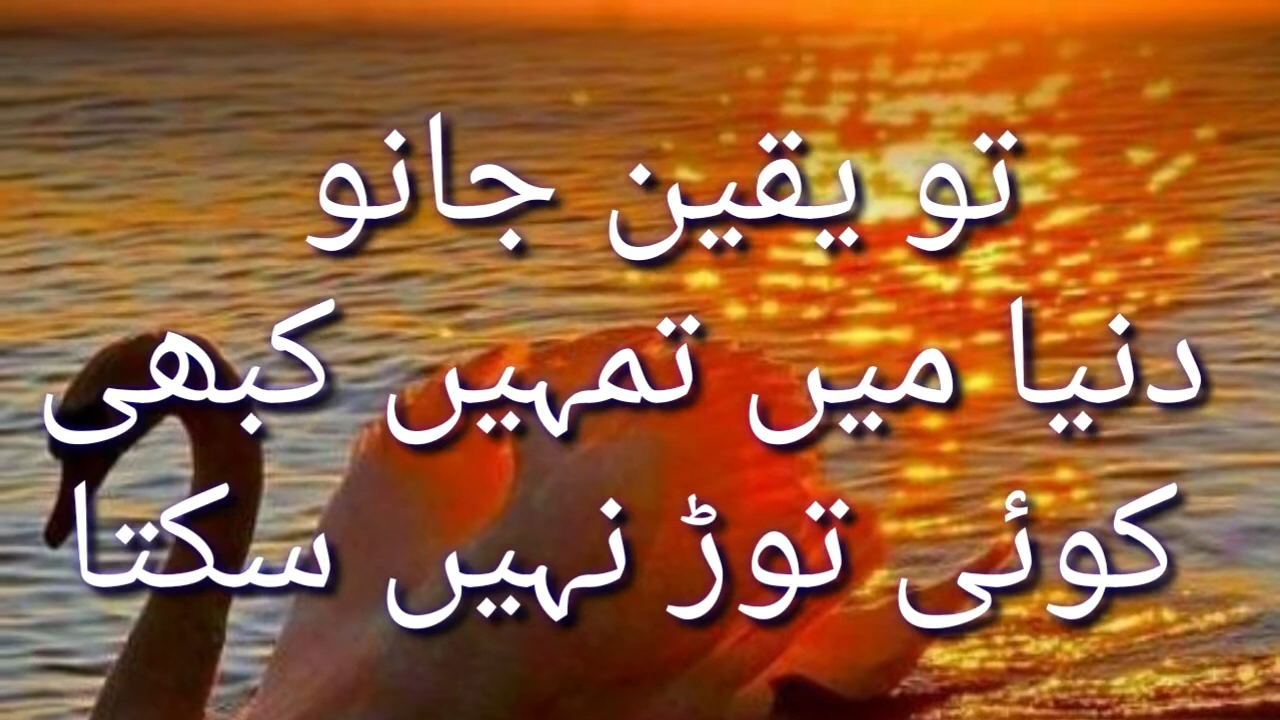 تو یقین جانو
دنیا میں تمہیں کبھی
کوئی توڑ نہیں سکتا